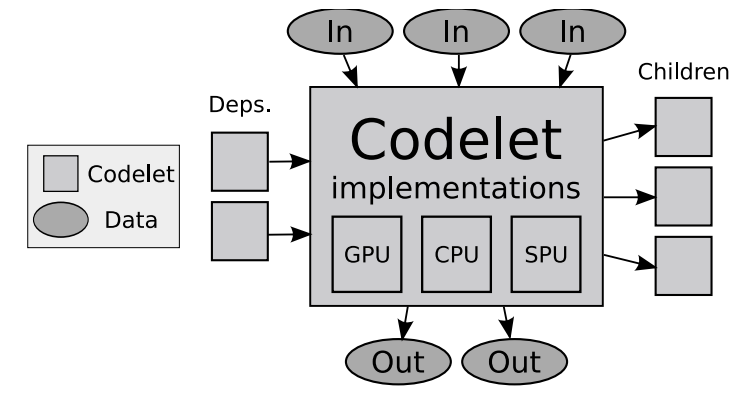 In
In
In
Children
Deps.
Codelet
implementations
Codelet
Data
GPU
CPU
SPU
Out
Out